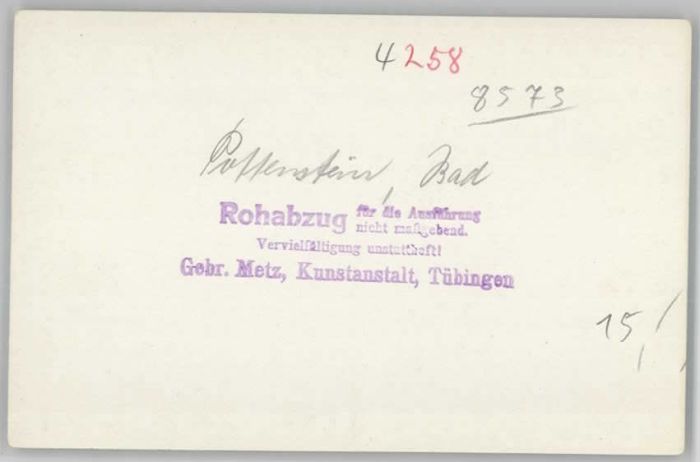 4258
8573
Pottenstein, Bad
Rohabzug für die Ausführung
nicht maßgebend.
Vervielfältigung unstatthaft!
Gebr. Metz, Kunstanstalt, Tübingen
15,